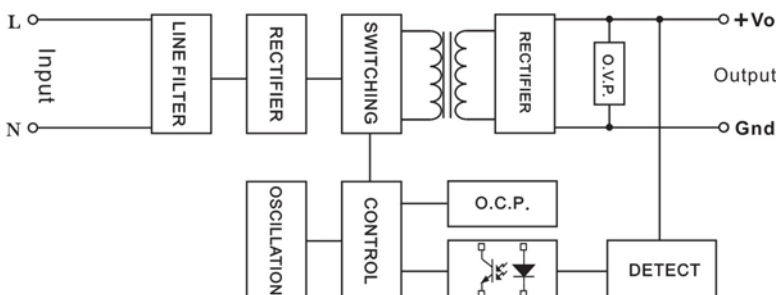 L
N
Input
LINE FILTER
RECTIFIER
SWITCHING
RECTIFIER
O.V.P.
+Vo
Output
Gnd
OSCILLATION
CONTROL
O.C.P.
DETECT